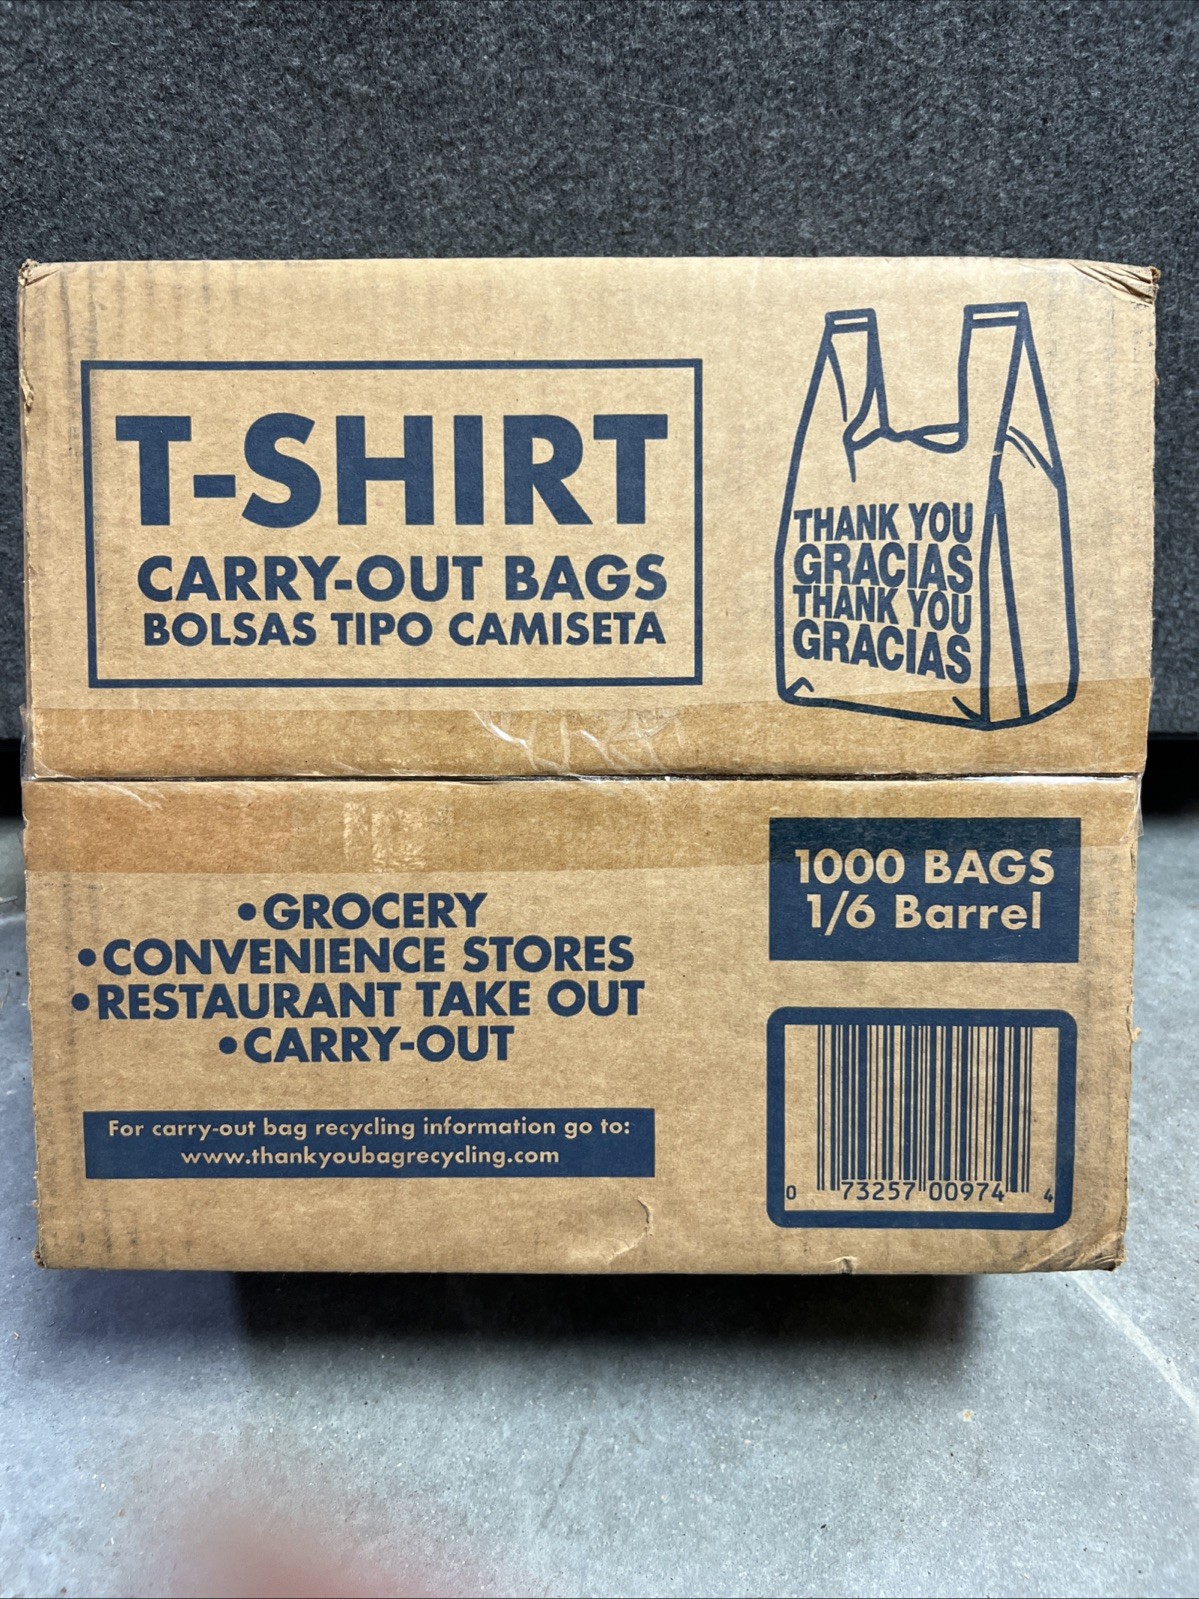 T-SHIRT
CARRY-OUT BAGS
BOLSAS TIPO CAMISETA
THANK YOU
GRACIAS
THANK YOU
GRACIAS
•GROCERY
•CONVENIENCE STORES
•RESTAURANT TAKE OUT
•CARRY-OUT
1000 BAGS
1/6 Barrel
For carry-out bag recycling information go to:
www.thankyoubagrecycling.com
0 73257 00974 4